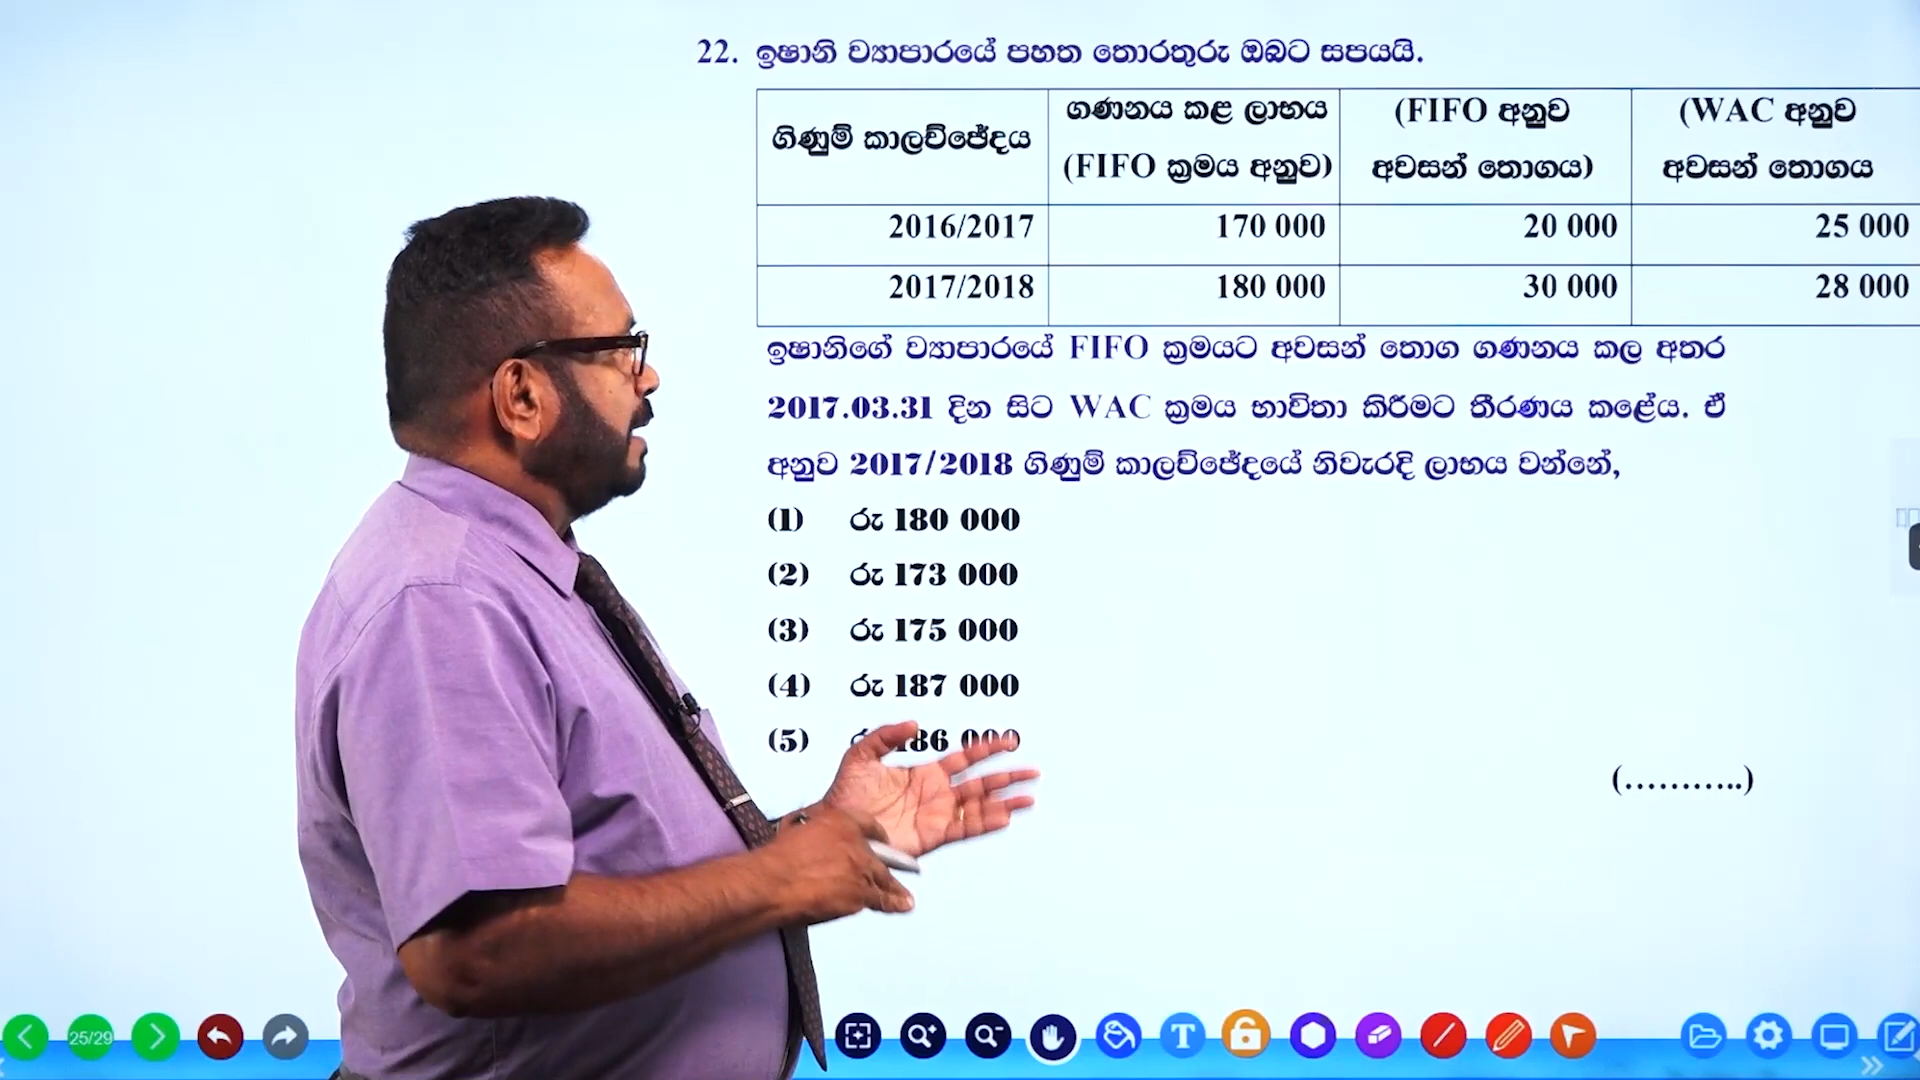 22. ඉෂානි ව්‍යාපාරයේ පහත තොරතුරු ඔබට සපයයි.
ගිණුම් කාලච්ඡේදය
ගණනය කළ ලාභය
(FIFO ක්‍රමය අනුව)
(FIFO අනුව
අවසන් තොගය)
(WAC අනුව
අවසන් තොගය
2016/2017 170 000 20 000 25 000
2017/2018 180 000 30 000 28 000
ඉෂානිගේ ව්‍යාපාරයේ FIFO ක්‍රමයට අවසන් තොග ගණනය කල අතර
2017.03.31 දින සිට WAC ක්‍රමය භාවිතා කිරීමට තීරණය කළේය. ඒ
අනුව 2017/2018 ගිණුම් කාලච්ඡේදයේ නිවැරදි ලාභය වන්නේ,
(1) රු 180 000
(2) රු 173 000
(3) රු 175 000
(4) රු 187 000
(5) 186 000
(...........)
25/29
T